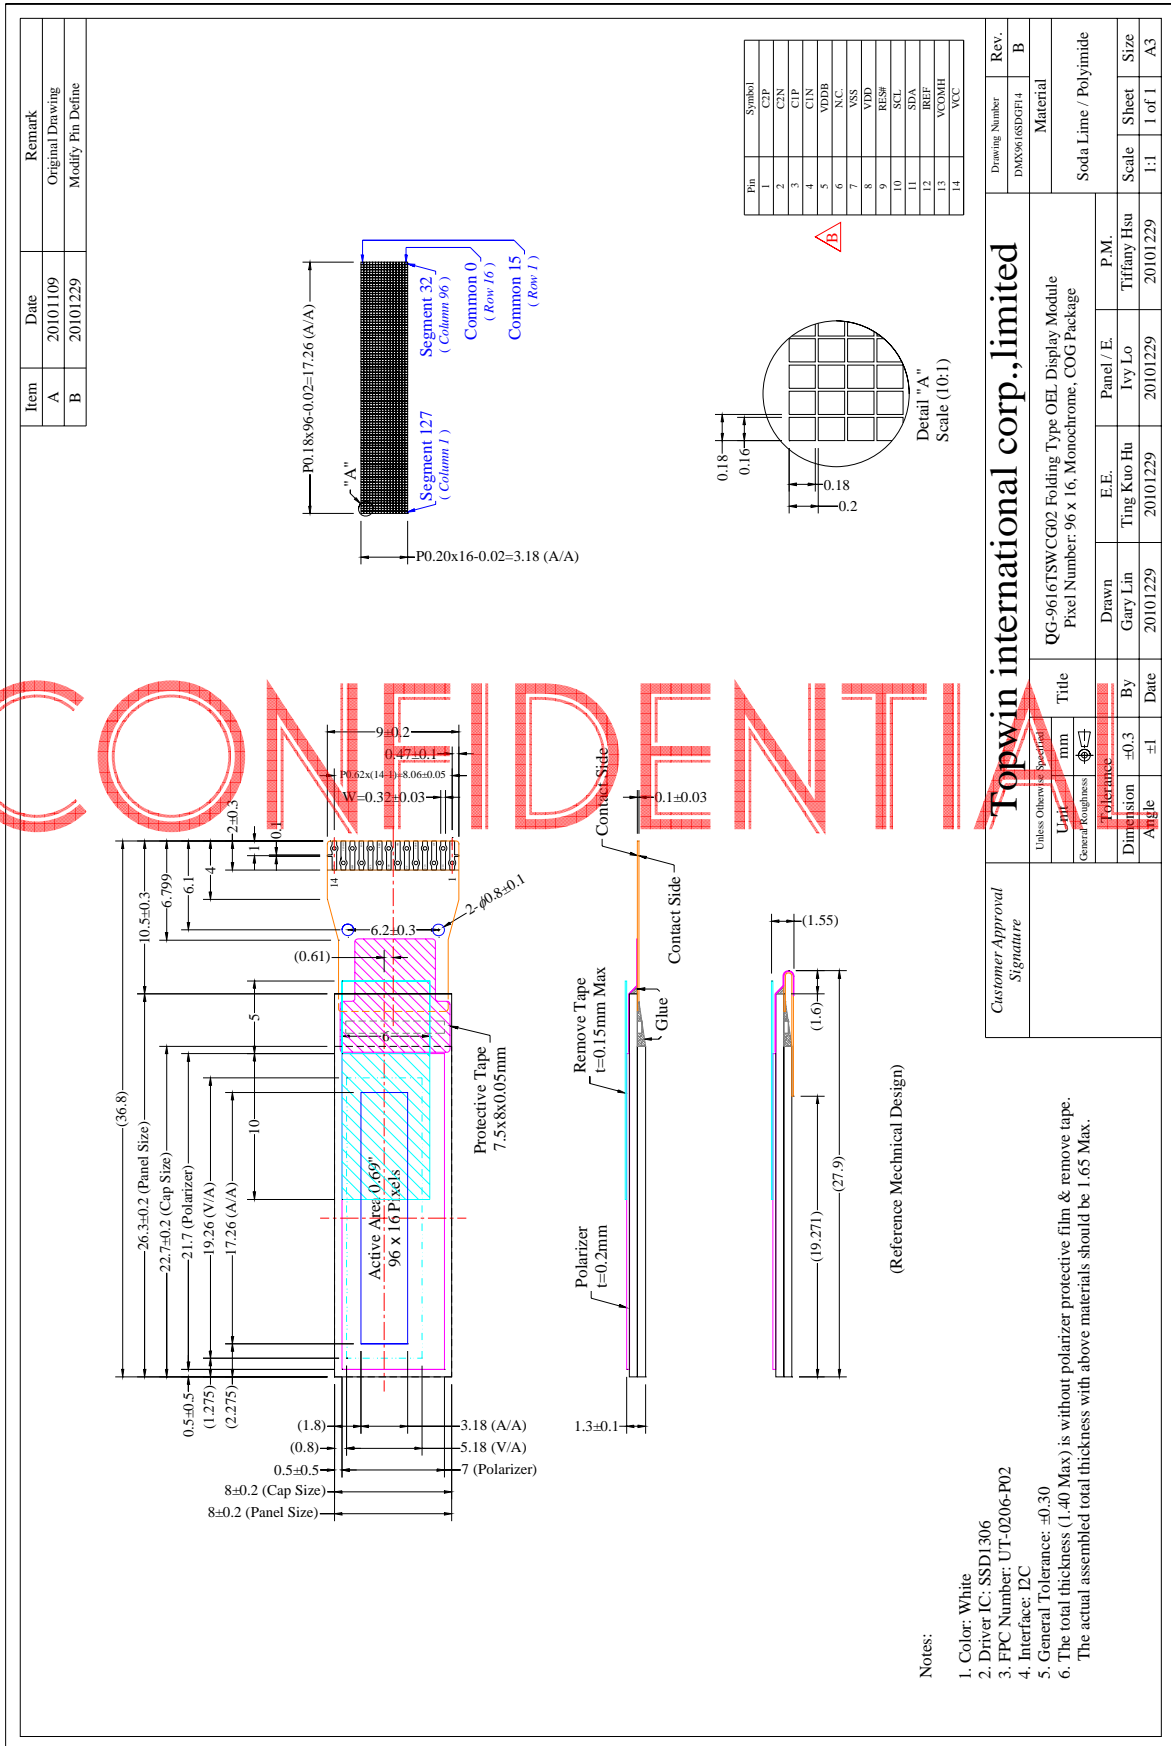 Item Date Remark
A 20101109 Original Drawing
B 20101229 Modify Pin Define
P0.18x96-0.02=17.26 (A/A)
"A"
P0.20x16-0.02=3.18 (A/A)
Segment 127
( Column 1 )
Segment 32
( Column 96 )
Common 0
( Row 16 )
Common 15
( Row 1 )
Pin Symbol
1 C2P
2 C2N
3 C1P
4 C1N
5 VDDB
6 N.C.
7 VSS
8 VDD
9 RES#
10 SCL
11 SDA
12 IREF
13 VCOMH
14 VCC
B
0.18
0.16
0.18
0.2
Detail "A"
Scale (10:1)
CONFIDENTIAL
(36.8)
26.3±0.2 (Panel Size)
10.5±0.3
22.7±0.2 (Cap Size)
6.799
21.7 (Polarizer)
6.1
19.26 (V/A)
4
17.26 (A/A)
2±0.3
1
0.1
5
10
6
0.5±0.5
(1.275)
(2.275)
9±0.2
0.47±0.1
P0.62x(14-1)=8.06±0.05
W=0.32±0.03
14
1
2-ϕ0.8±0.1
6.2±0.3
(0.61)
Active Area 0.69"
96 x 16 Pixels
Protective Tape
7.5x8x0.05mm
(1.8)
3.18 (A/A)
(0.8)
5.18 (V/A)
0.5±0.5
7 (Polarizer)
8±0.2 (Cap Size)
8±0.2 (Panel Size)
Contact Side
0.1±0.03
Contact Side
Remove Tape
t=0.15mm Max
Glue
Polarizer
t=0.2mm
1.3±0.1
(1.55)
(1.6)
(19.271)
(27.9)
(Reference Mechnical Design)
Notes:
1. Color: White
2. Driver IC: SSD1306
3. FPC Number: UT-0206-P02
4. Interface: I2C
5. General Tolerance: ±0.30
6. The total thickness (1.40 Max) is without polarizer protective film & remove tape.
The actual assembled total thickness with above materials should be 1.65 Max.
Customer Approval
Signature
Topwin international corp.,limited
Drawing Number Rev.
DMX9616SDGF14 B
Unless Otherwise Specified
Unit mm
General Roughness
Tolerance
Dimension ±0.3
Angle ±1
Title
QG-9616TSWCG02 Folding Type OEL Display Module
Pixel Number: 96 x 16, Monochrome, COG Package
Material
Soda Lime / Polyimide
Drawn E.E. Panel / E. P.M.
By Gary Lin Ting Kuo Hu Ivy Lo Tiffany Hsu
Date 20101229 20101229 20101229 20101229
Scale Sheet Size
1:1 1 of 1 A3